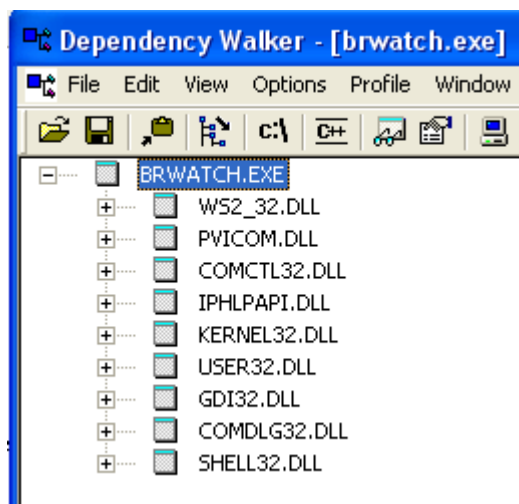 Dependency Walker - [brwatch.exe]
File Edit View Options Profile Window
c:\ C++
BRWATCH.EXE
WS2_32.DLL
PVICOM.DLL
COMCTL32.DLL
IPHLPAPI.DLL
KERNEL32.DLL
USER32.DLL
GDI32.DLL
COMDLG32.DLL
SHELL32.DLL